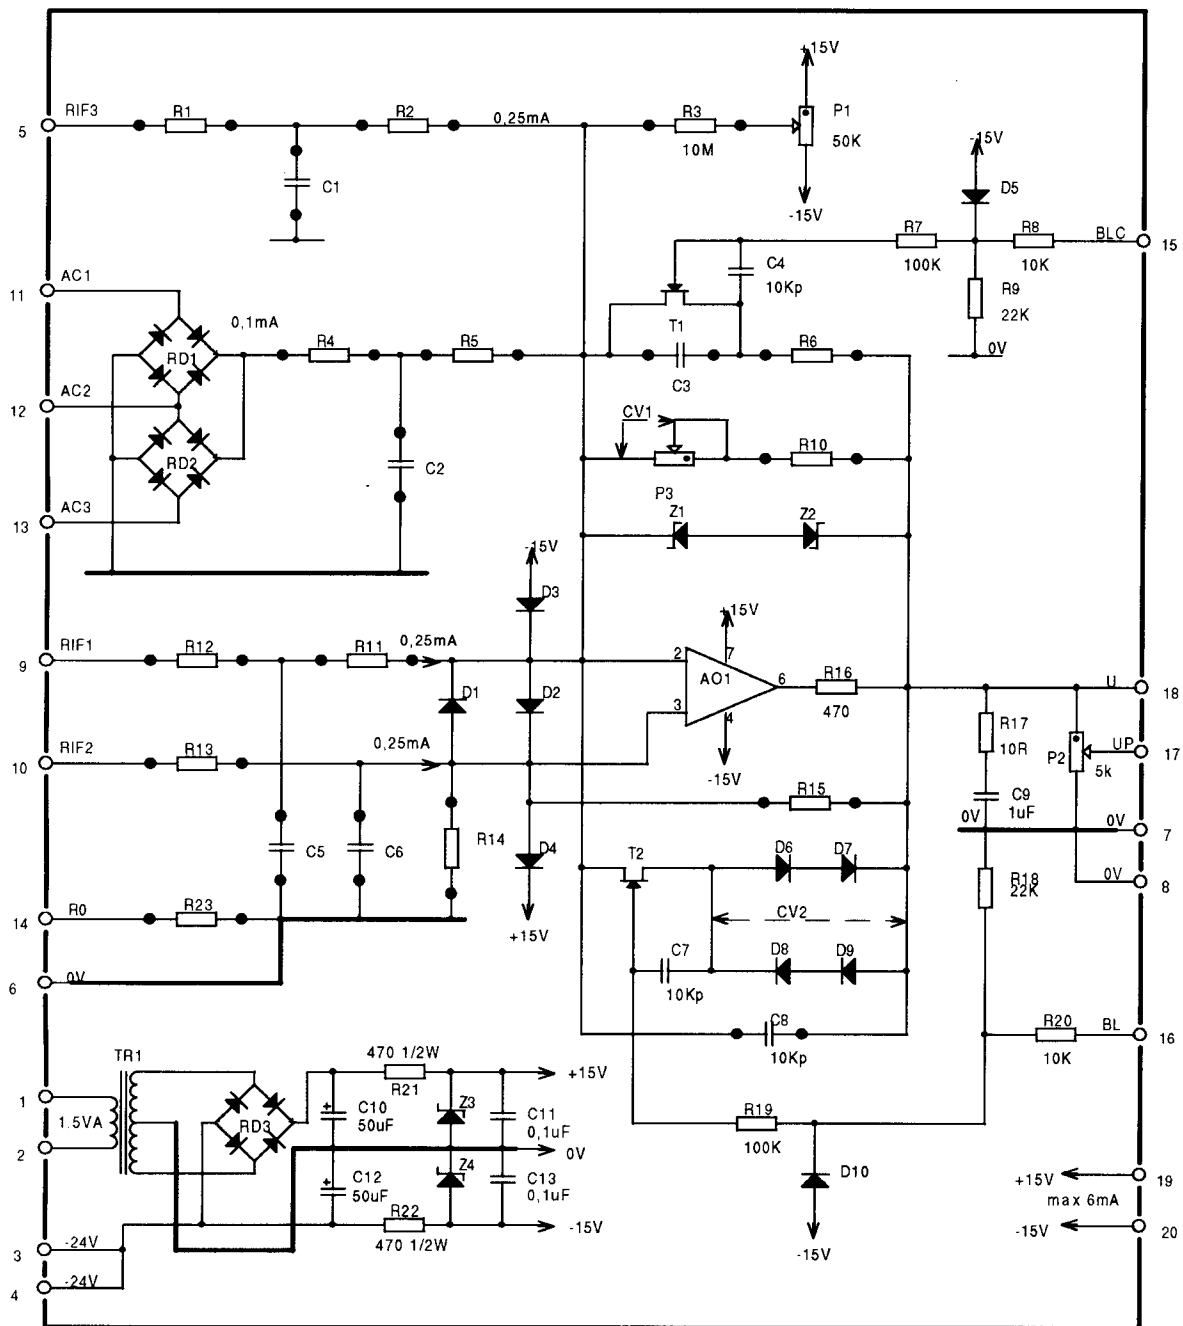 +15V
RIF3
R1
R2
0,25mA
R3
P1
5
10M
50K
-15V
C1
-15V
D5
R7
R8
BLC
15
100K
10K
C4
10Kp
AC1
11
R9
22K
0,1mA
T1
R4
R5
R6
RD1
0V
C3
AC2
12
CV1
R10
RD2
C2
AC3
P3
13
Z1
Z2
-15V
D3
+15V
RIF1
R12
R11
0,25mA
9
2
7
AO1
6
R16
U
18
D1
D2
3
4
470
R17
10R
RIF2
R13
0,25mA
UP
17
10
-15V
P2
5k
C9
1uF
R15
0V
0V
7
R14
C5
C6
D4
T2
D6
D7
0V
8
R18
22K
R0
R23
CV2
14
+15V
C7
D8
D9
0V
6
10Kp
C8
R20
BL
16
10Kp
10K
TR1
470 1/2W
+15V
R21
1
1.5VA
C10
50uF
Z3
C11
0,1uF
R19
RD3
100K
2
0V
Z4
C12
50uF
C13
0,1uF
D10
+15V
19
max 6mA
R22
-15V
-15V
20
-24V
470 1/2W
-15V
3
-24V
4